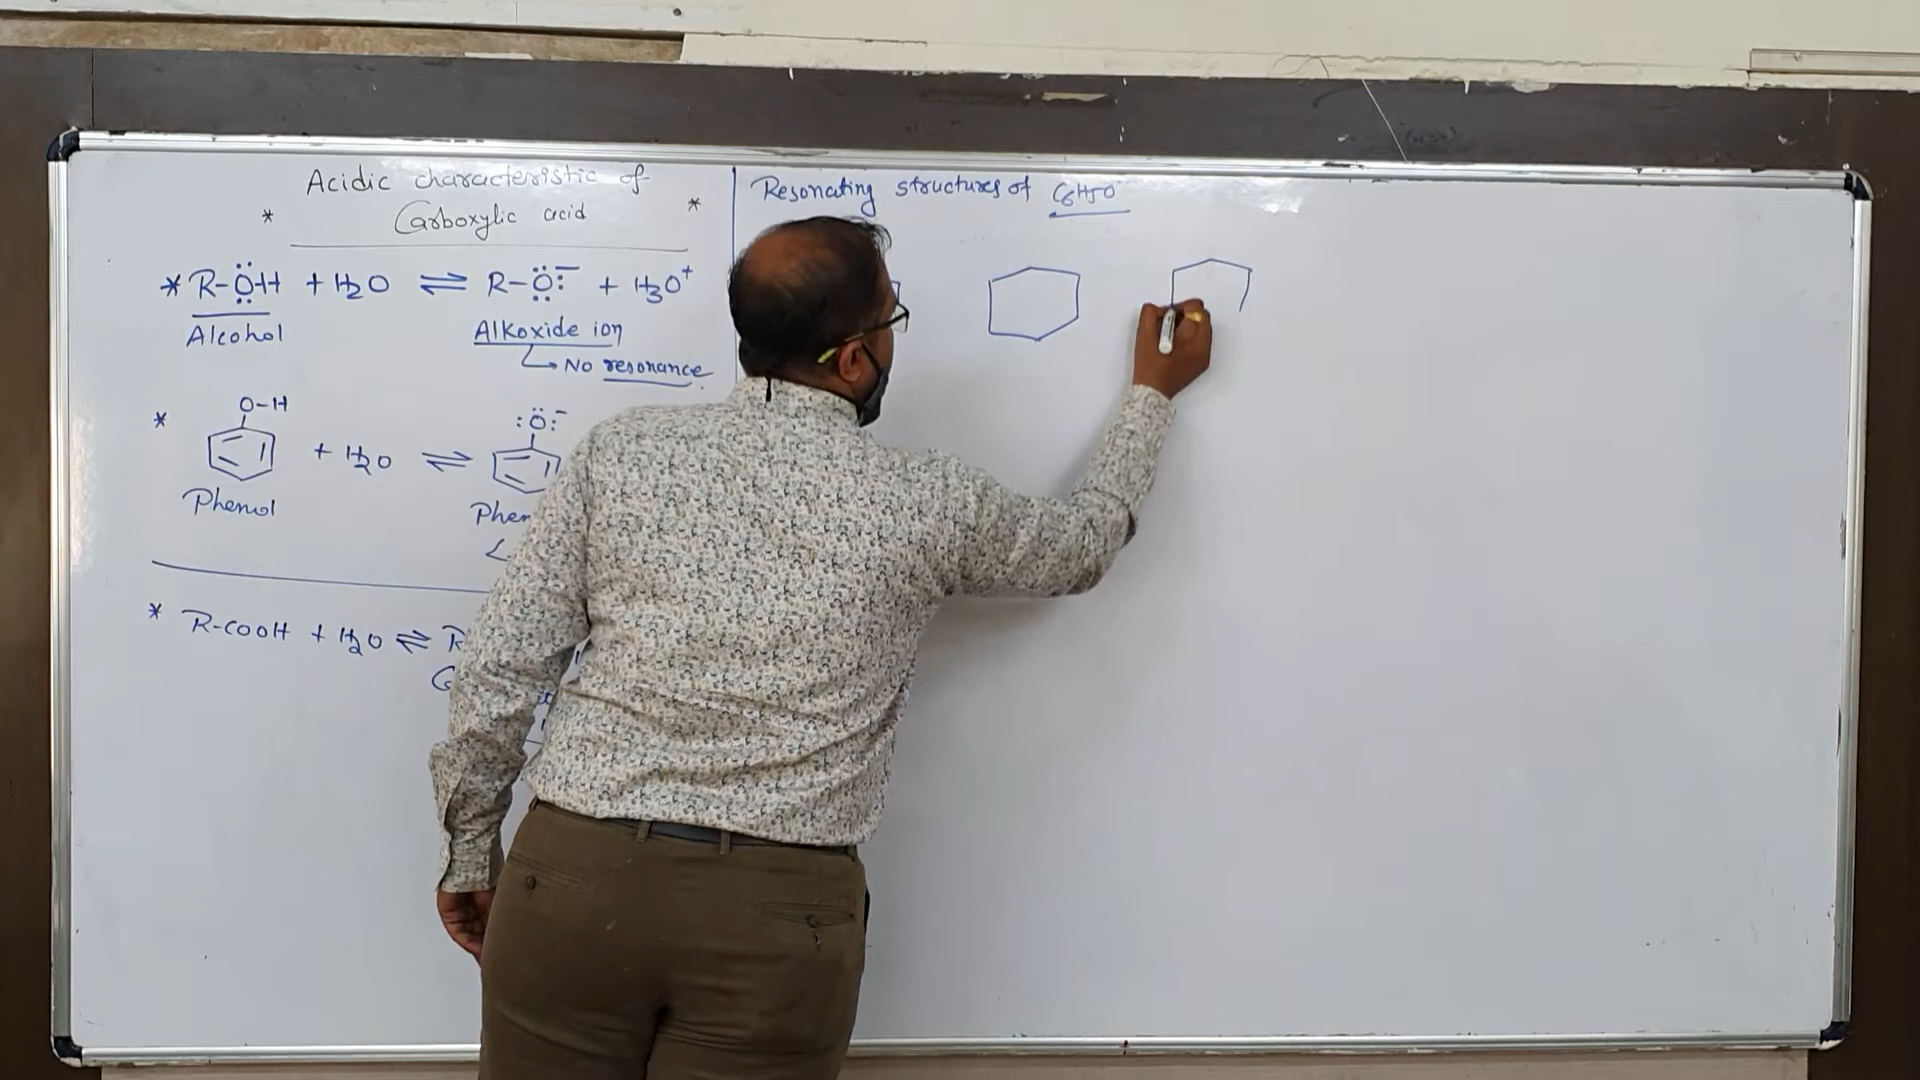 Acidic characteristic of
* Carboxylic acid *
* R-ÖH + H₂O ⇌ R-Ö:⁻ + H₃O⁺
Alcohol
Alkoxide ion
↳ No resonance.
O-H
:Ö:⁻
* + H₂O ⇌
Phenol
* R-COOH + H₂O ⇌ R
Resonating structures of C6H5O⁻